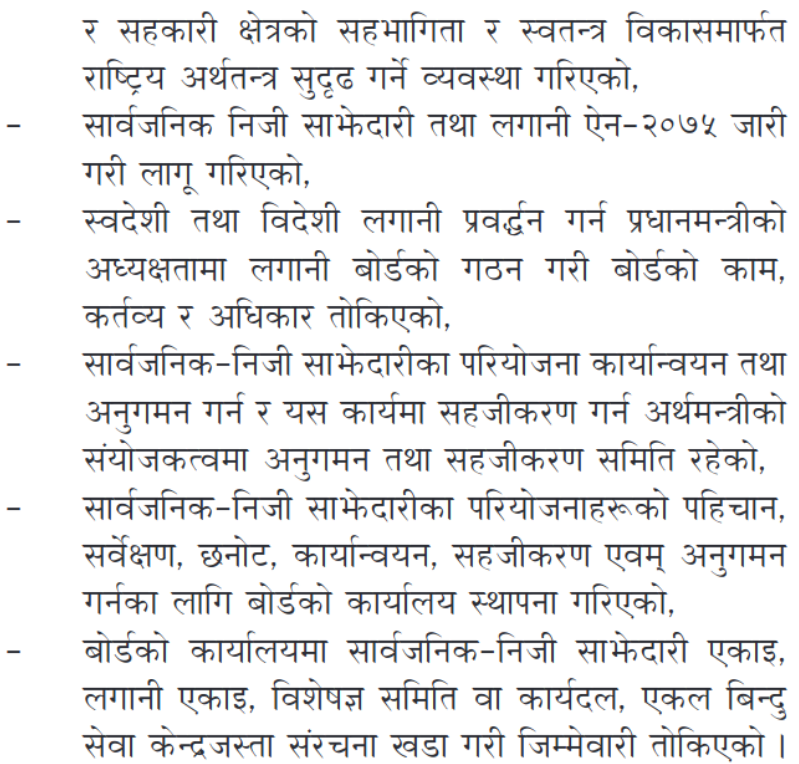 र सहकारी क्षेत्रको सहभागिता र स्वतन्त्र विकासमार्फत
राष्ट्रिय अर्थतन्त्र सुदृढ गर्ने व्यवस्था गरिएको,
– सार्वजनिक निजी साझेदारी तथा लगानी ऐन–२०७५ जारी
गरी लागू गरिएको,
– स्वदेशी तथा विदेशी लगानी प्रवर्द्धन गर्न प्रधानमन्त्रीको
अध्यक्षतामा लगानी बोर्डको गठन गरी बोर्डको काम,
कर्तव्य र अधिकार तोकिएको,
– सार्वजनिक–निजी साझेदारीका परियोजना कार्यान्वयन तथा
अनुगमन गर्न र यस कार्यमा सहजीकरण गर्न अर्थमन्त्रीको
संयोजकत्वमा अनुगमन तथा सहजीकरण समिति रहेको,
– सार्वजनिक–निजी साझेदारीका परियोजनाहरूको पहिचान,
सर्वेक्षण, छनोट, कार्यान्वयन, सहजीकरण एवम् अनुगमन
गर्नका लागि बोर्डको कार्यालय स्थापना गरिएको,
– बोर्डको कार्यालयमा सार्वजनिक–निजी साझेदारी एकाइ,
लगानी एकाइ, विशेषज्ञ समिति वा कार्यदल, एकल बिन्दु
सेवा केन्द्रजस्ता संरचना खडा गरी जिम्मेवारी तोकिएको ।